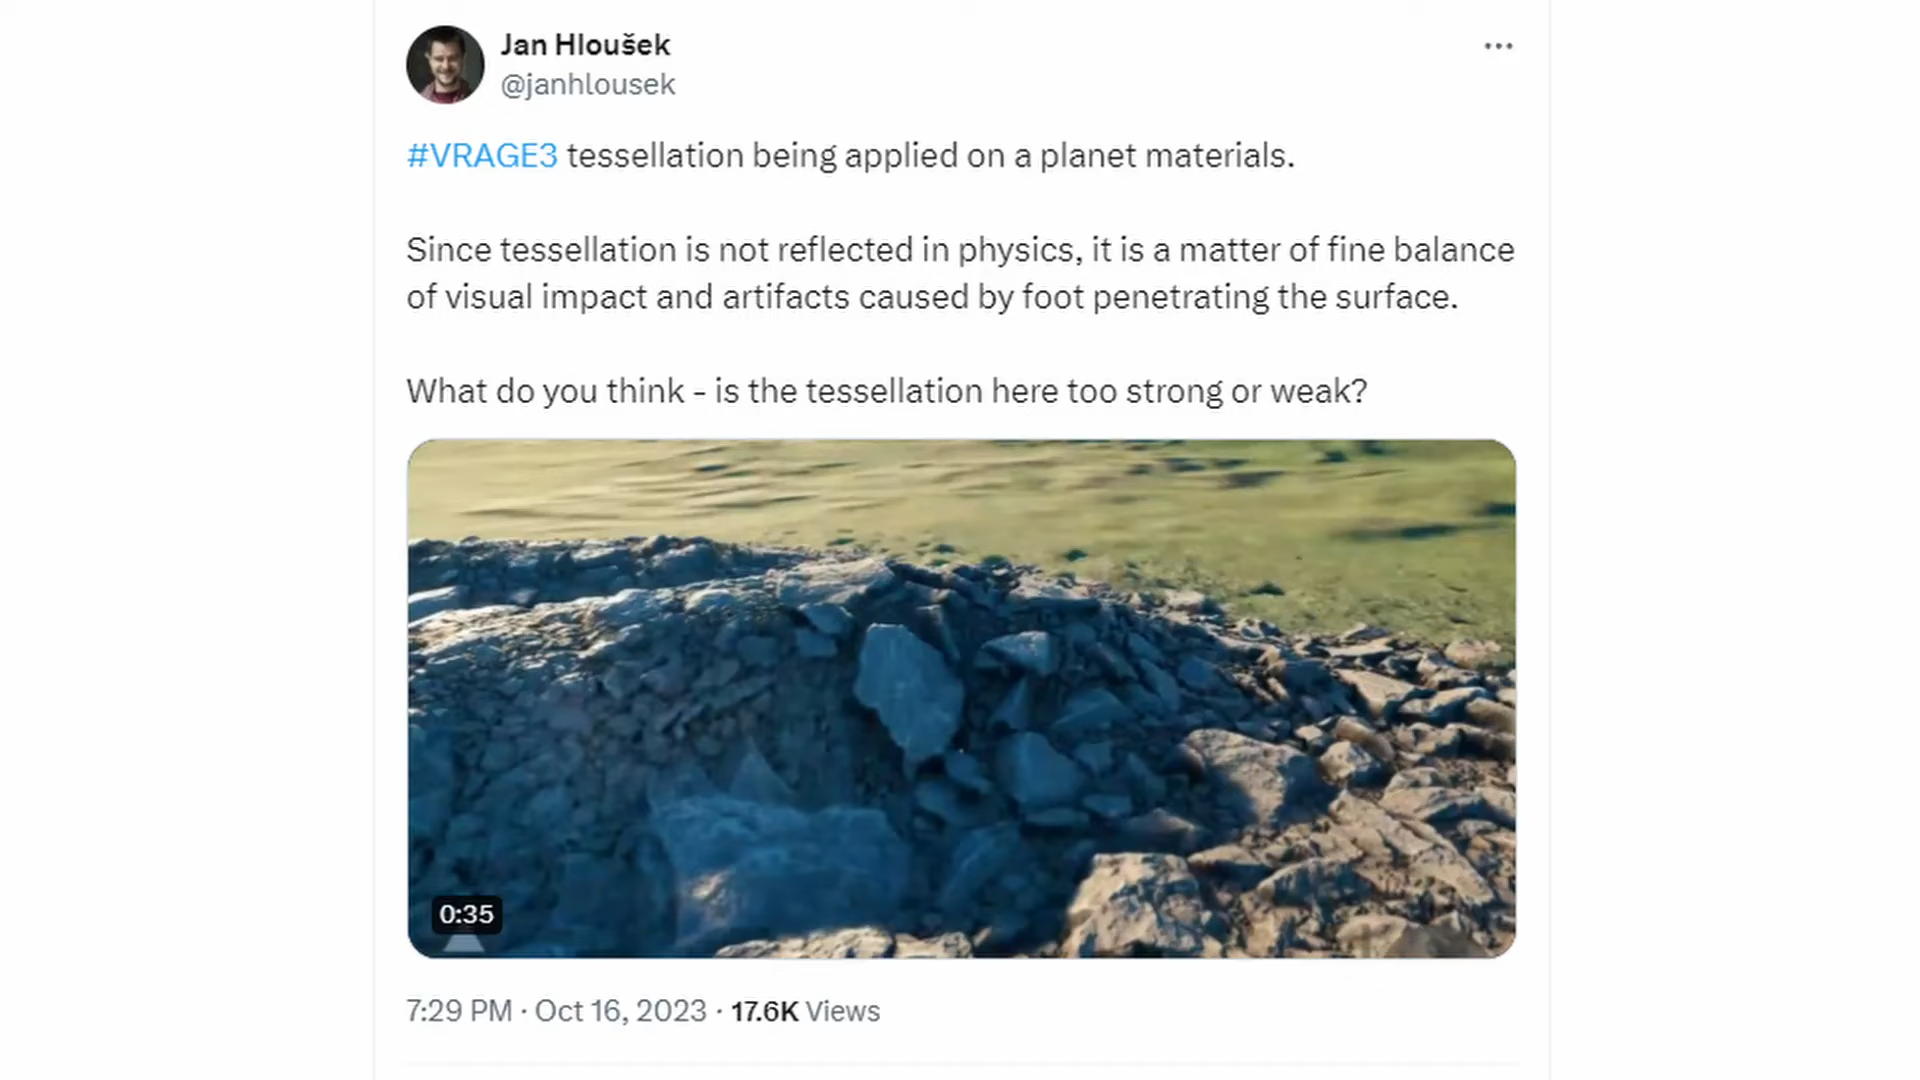 Jan Hloušek
@janhlousek
#VRAGE3 tessellation being applied on a planet materials.
Since tessellation is not reflected in physics, it is a matter of fine balance
of visual impact and artifacts caused by foot penetrating the surface.
What do you think - is the tessellation here too strong or weak?
0:35
7:29 PM · Oct 16, 2023 · 17.6K Views